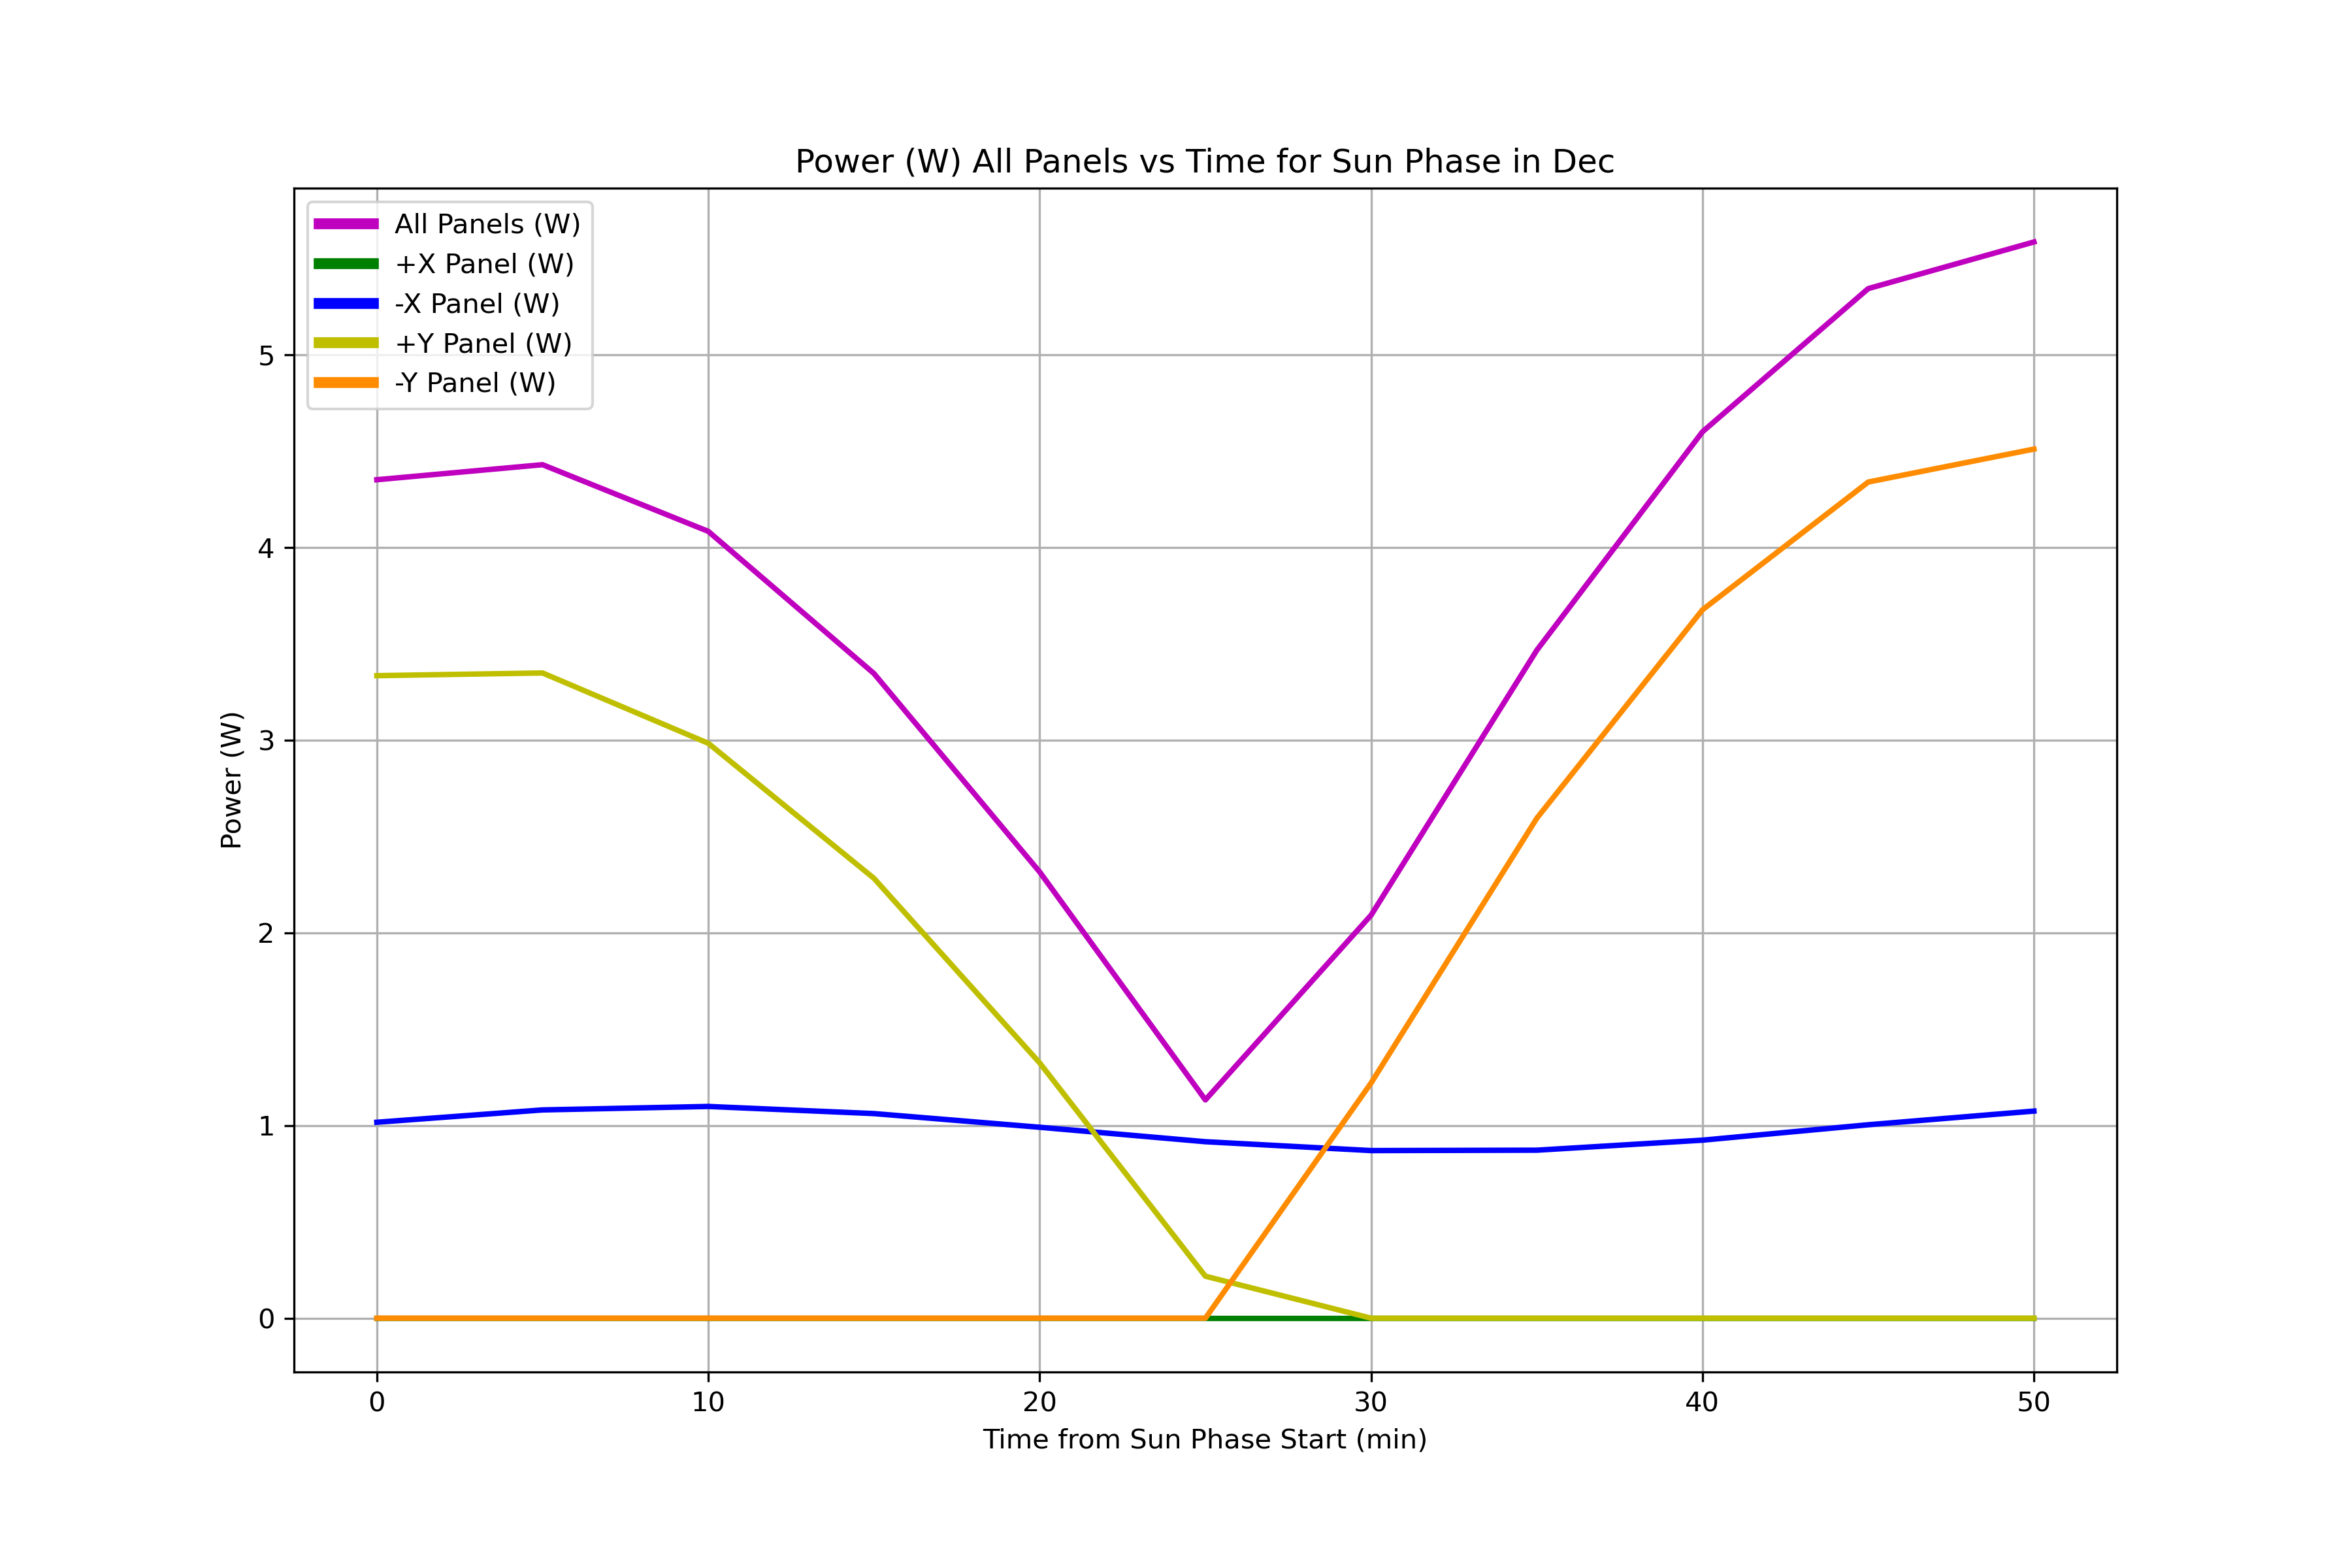 Power (W) All Panels vs Time for Sun Phase in Dec
All Panels (W)
+X Panel (W)
-X Panel (W)
+Y Panel (W)
-Y Panel (W)
Power (W)
5
4
3
2
1
0
0 10 20 30 40 50
Time from Sun Phase Start (min)